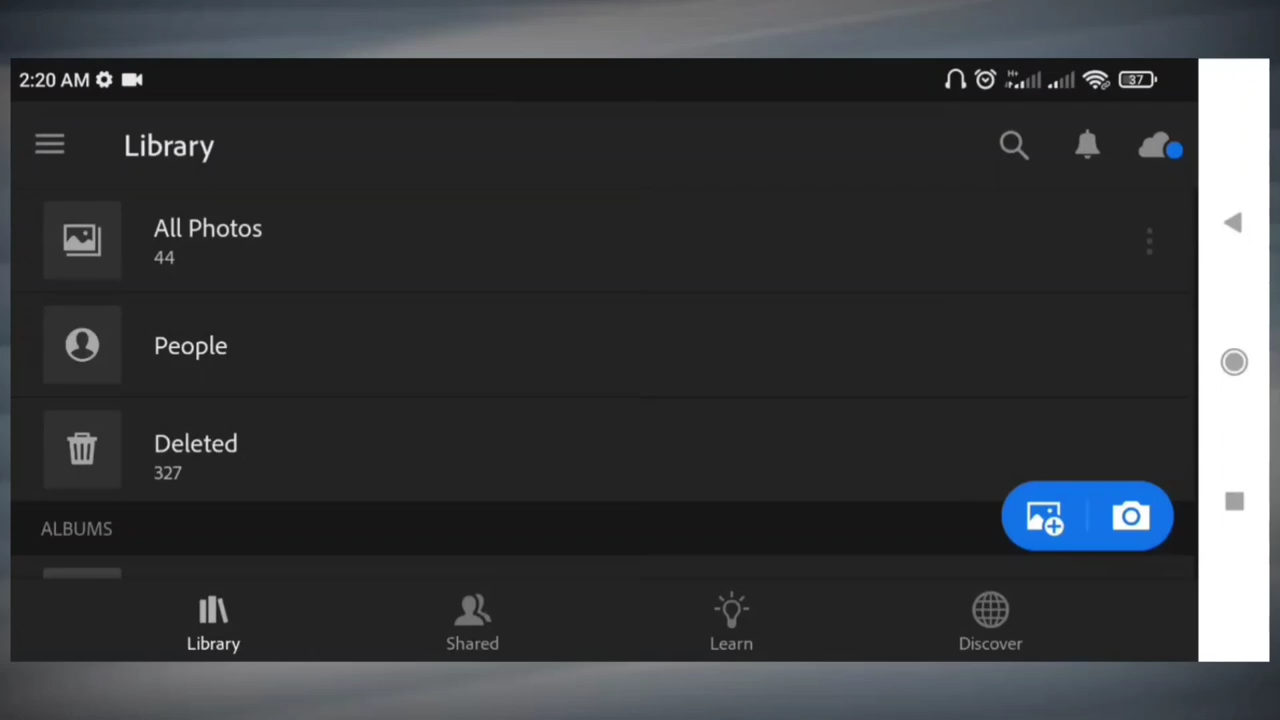 2:20 AM
H+
37
Library
All Photos
44
People
Deleted
327
ALBUMS
Library
Shared
Learn
Discover